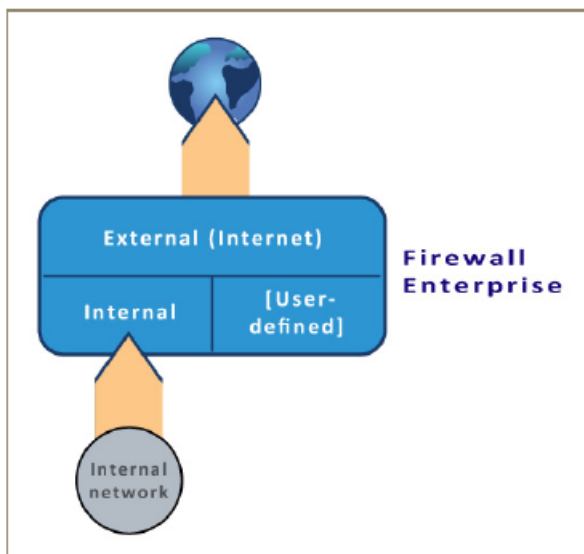 External (Internet)
Firewall
Enterprise
Internal
[User-
defined]
Internal
network